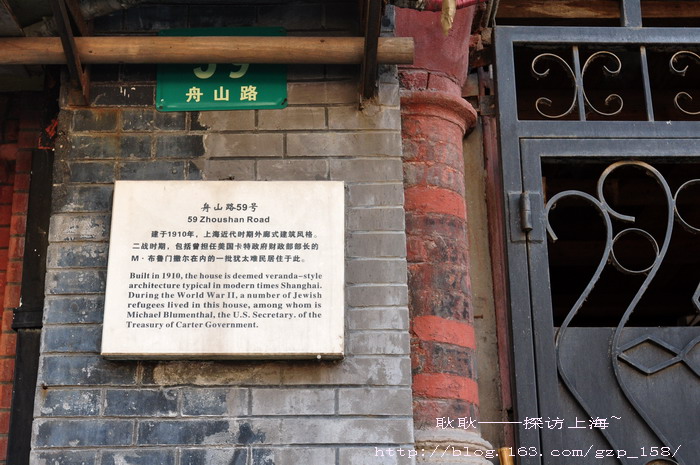 59
舟山路
舟山路59号
59 Zhoushan Road
建于1910年，上海近代时期外廊式建筑风格。
二战时期，包括曾担任美国卡特政府财政部部长的
M·布鲁门撒尔在内的一批犹太难民居住于此。
Built in 1910, the house is deemed veranda-style
architecture typical in modern times Shanghai.
During the World War II, a number of Jewish
refugees lived in this house, among whom is
Michael Blumenthal, the U.S. Secretary. of the
Treasury of Carter Government.
耿耿——探访上海~
http://blog.163.com/gzp_158/